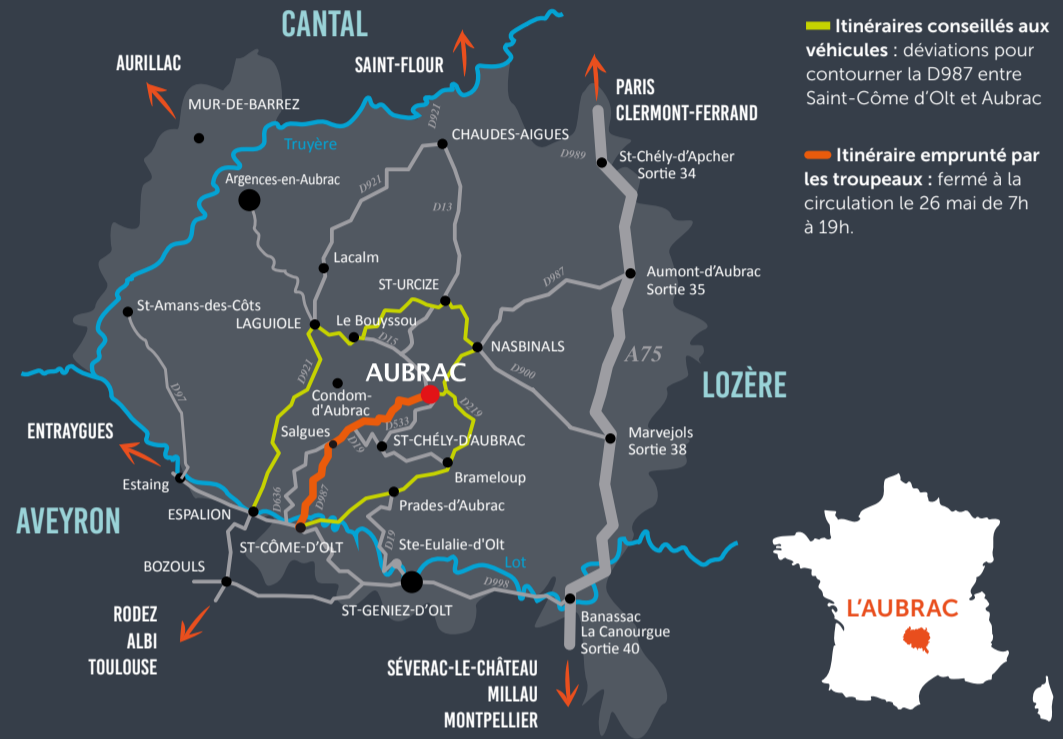 CANTAL
AURILLAC
SAINT-FLOUR
MUR-DE-BARREZ
D921
CHAUDES-AIGUES
Truyère
Argences-en-Aubrac
D921
D13
PARIS
CLERMONT-FERRAND
D989
St-Chély-d'Apcher
Sortie 34
Lacalm
ST-URCIZE
D987
Aumont-d'Aubrac
Sortie 35
St-Amans-des-Côts
LAGUIOLE
Le Bouyssou
D15
NASBINALS
A75
D900
LOZÈRE
AUBRAC
D921
D97
Condom-
d'Aubrac
D219
D533
Salgues
D19
ST-CHÉLY-D'AUBRAC
Marvejols
Sortie 38
ENTRAYGUES
Brameloup
Estaing
D636
D987
Prades-d'Aubrac
AVEYRON
ESPALION
ST-CÔME-D'OLT
D19
Ste-Eulalie-d'Olt
Lot
BOZOULS
D998
ST-GENIEZ-D'OLT
RODEZ
ALBI
TOULOUSE
Banassac
La Canourgue
Sortie 40
SÉVERAC-LE-CHÂTEAU
MILLAU
MONTPELLIER
Itinéraires conseillés aux
véhicules : déviations pour
contourner la D987 entre
Saint-Côme d'Olt et Aubrac
Itinéraire emprunté par
les troupeaux : fermé à la
circulation le 26 mai de 7h
à 19h.
L'AUBRAC